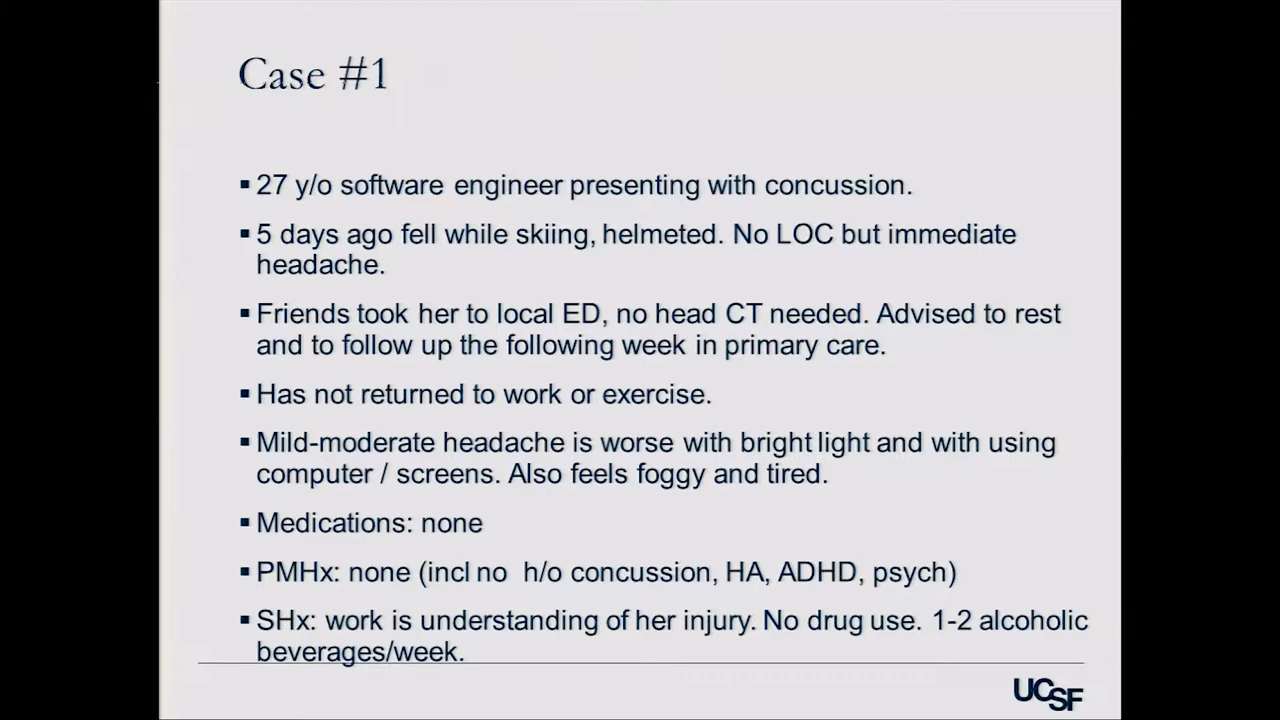 Case #1
▪ 27 y/o software engineer presenting with concussion.
▪ 5 days ago fell while skiing, helmeted. No LOC but immediate
headache.
▪ Friends took her to local ED, no head CT needed. Advised to rest
and to follow up the following week in primary care.
▪ Has not returned to work or exercise.
▪ Mild-moderate headache is worse with bright light and with using
computer / screens. Also feels foggy and tired.
▪ Medications: none
▪ PMHx: none (incl no h/o concussion, HA, ADHD, psych)
▪ SHx: work is understanding of her injury. No drug use. 1-2 alcoholic
beverages/week.
UCSF